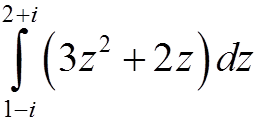 ∫_{1-i}^{2+i} (3z² + 2z) dz